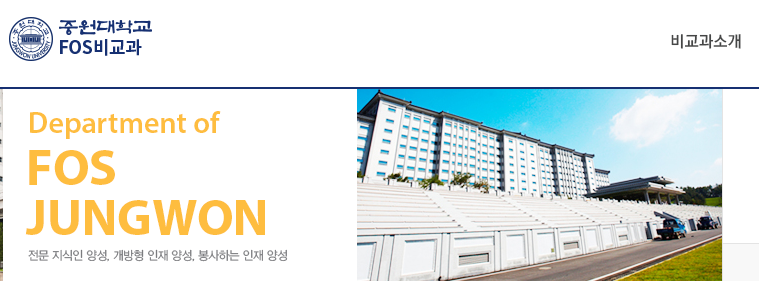 중원대학교
FOS비교과
비교과소개
Department of
FOS
JUNGWON
전문 지식인 양성, 개방형 인재 양성, 봉사하는 인재 양성